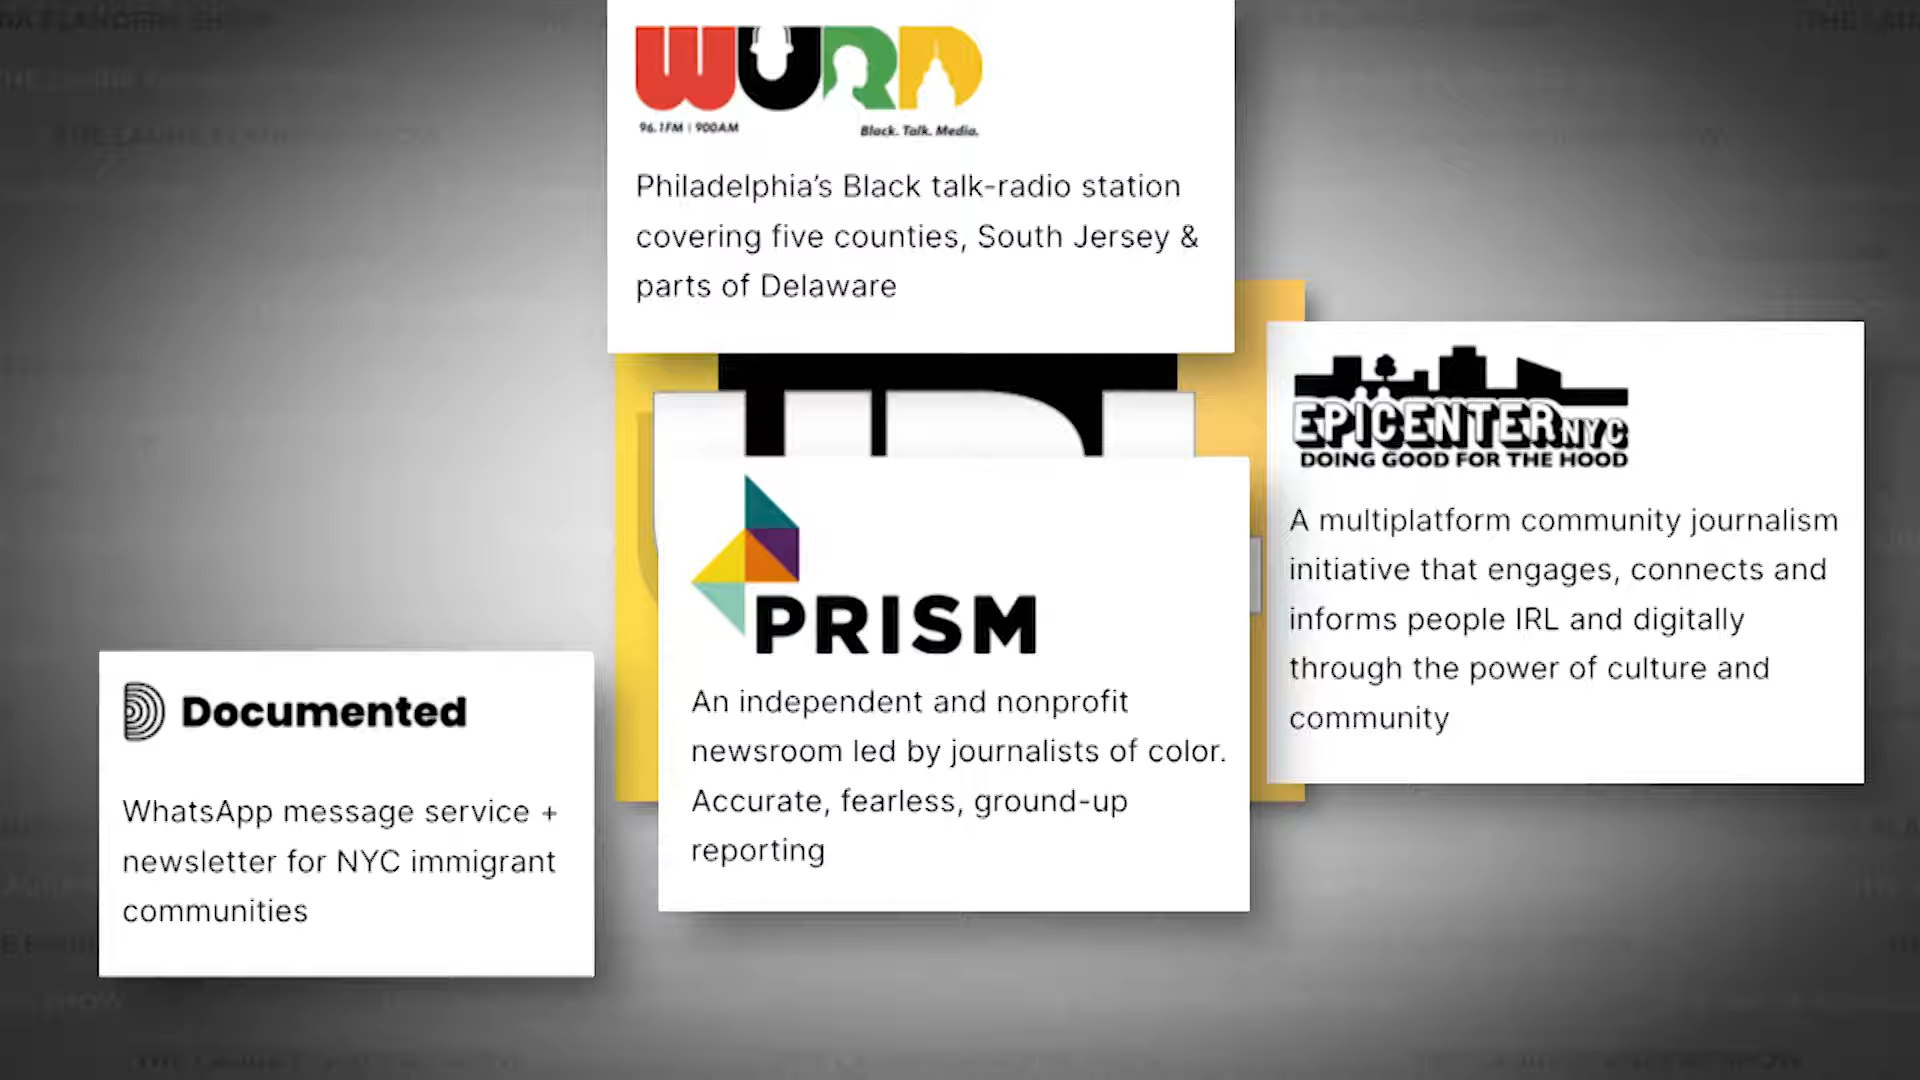 WURD
96.1FM | 900AM
Black. Talk. Media.
Philadelphia’s Black talk-radio station
covering five counties, South Jersey &
parts of Delaware
EPICENTER NYC
DOING GOOD FOR THE HOOD
A multiplatform community journalism
initiative that engages, connects and
informs people IRL and digitally
through the power of culture and
community
PRISM
An independent and nonprofit
newsroom led by journalists of color.
Accurate, fearless, ground-up
reporting
Documented
WhatsApp message service +
newsletter for NYC immigrant
communities